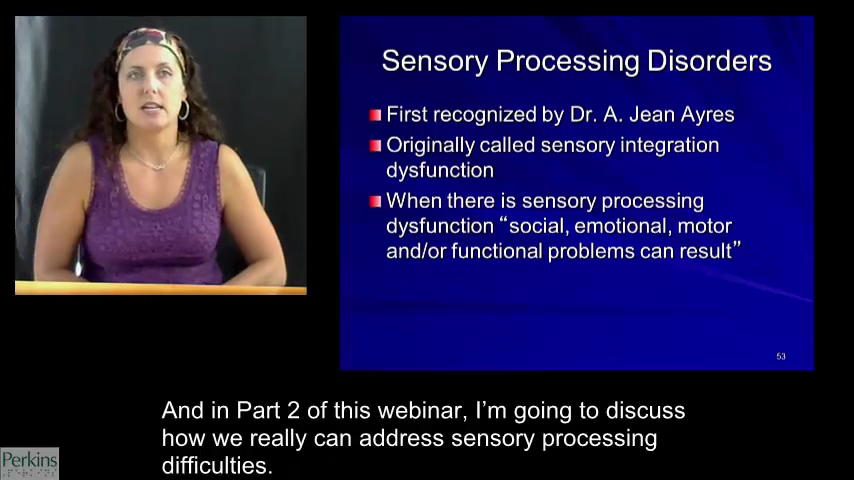 Sensory Processing Disorders
First recognized by Dr. A. Jean Ayres
Originally called sensory integration
dysfunction
When there is sensory processing
dysfunction “social, emotional, motor
and/or functional problems can result”
53
And in Part 2 of this webinar, I’m going to discuss
how we really can address sensory processing
difficulties.
Perkins